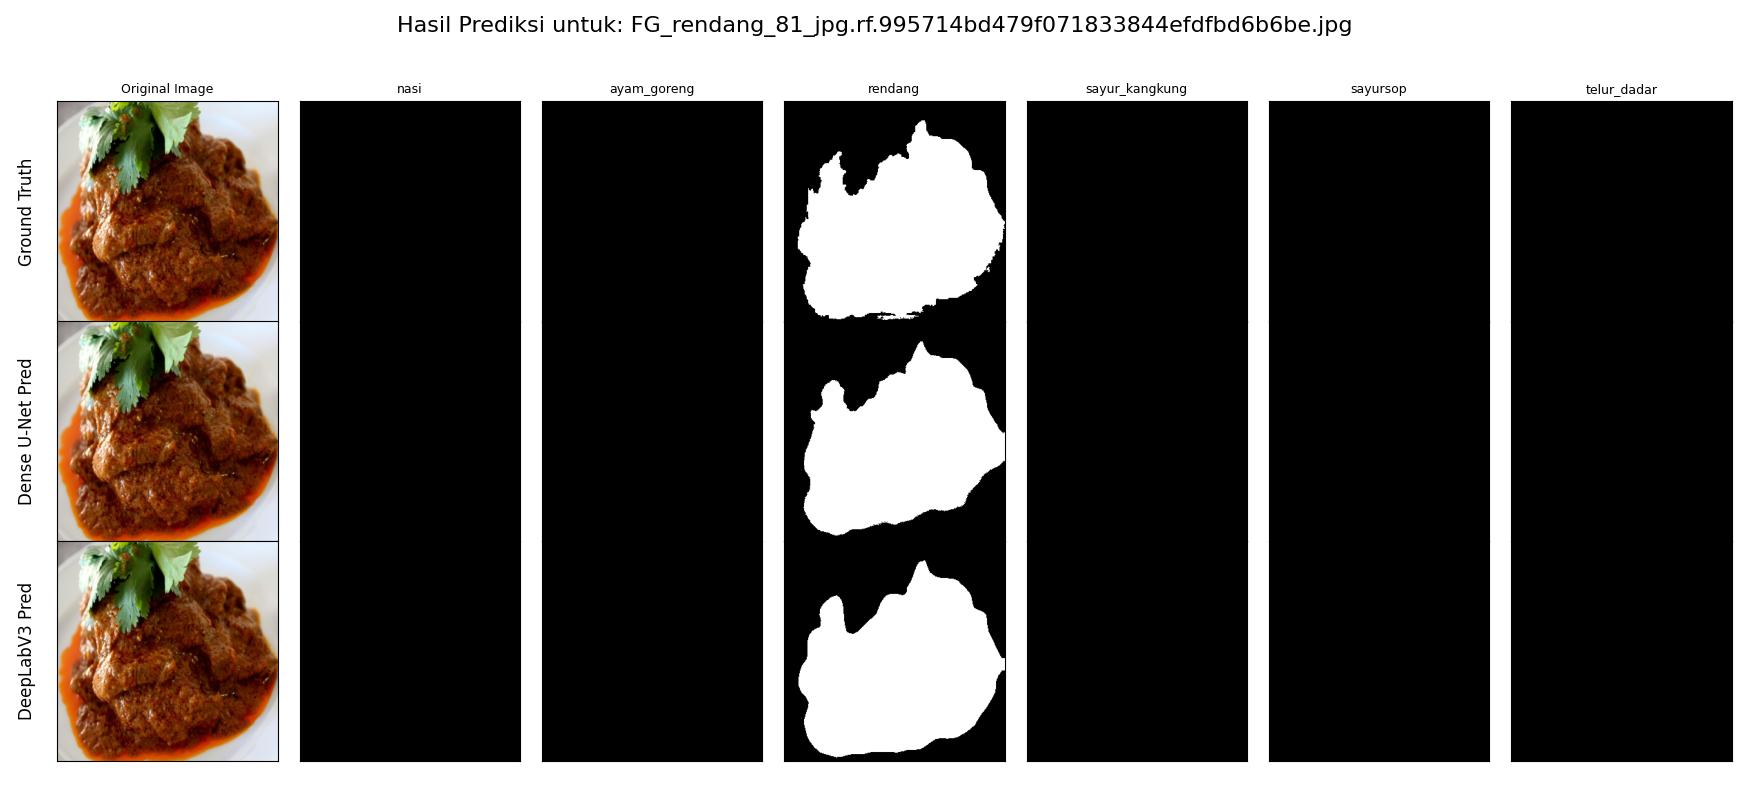 Hasil Prediksi untuk: FG_rendang_81_jpg.rf.995714bd479f071833844efdfbd6b6be.jpg
Original Image
nasi
ayam_goreng
rendang
sayur_kangkung
sayursop
telur_dadar
Ground Truth
Dense U-Net Pred
DeepLabV3 Pred